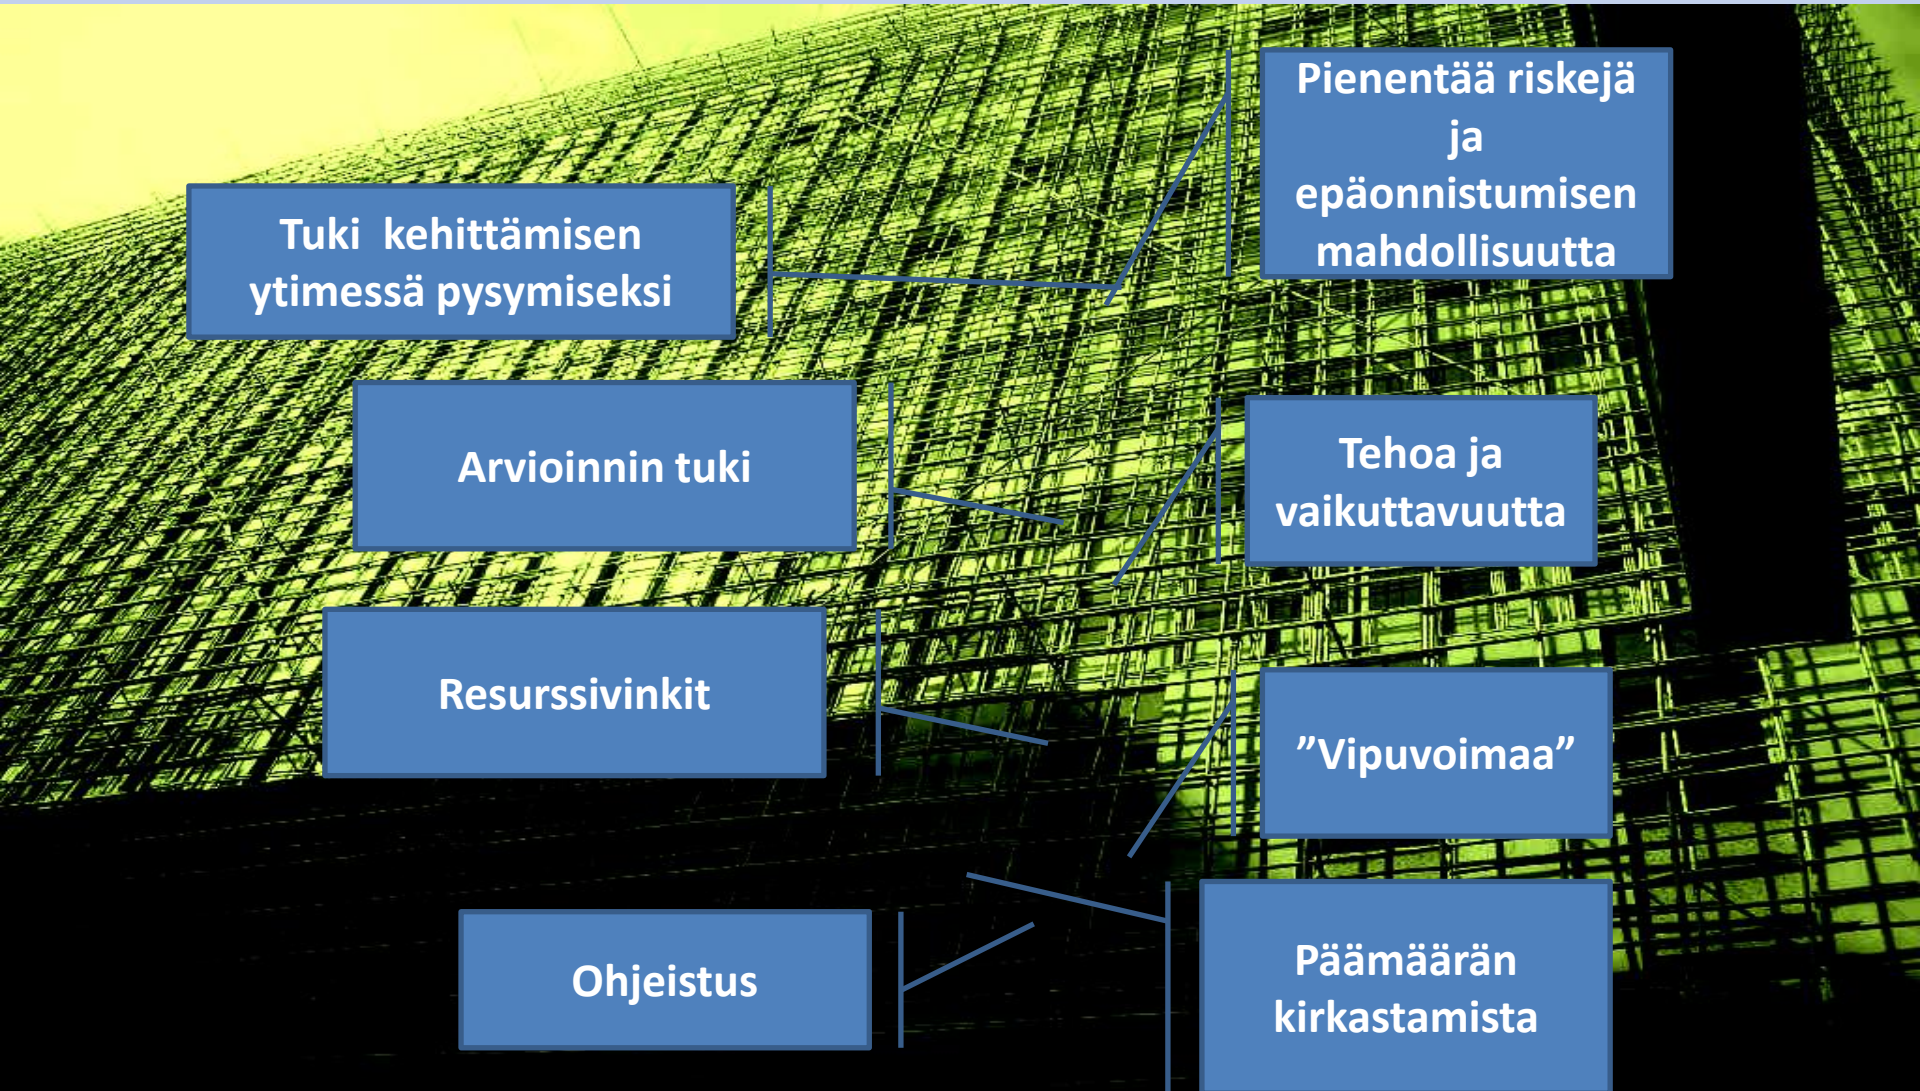 Pienentää riskejä
ja
epäonnistumisen
mahdollisuutta
Tuki  kehittämisen
ytimessä pysymiseksi
Arvioinnin tuki
Tehoa ja
vaikuttavuutta
Resurssivinkit
”Vipuvoimaa”
Ohjeistus
Päämäärän
kirkastamista